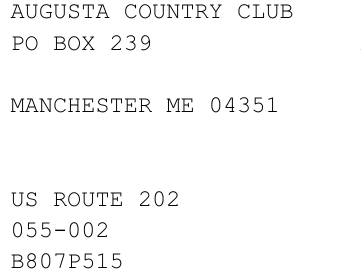 AUGUSTA COUNTRY CLUB
PO BOX 239
MANCHESTER ME 04351
US ROUTE 202
055-002
B807P515